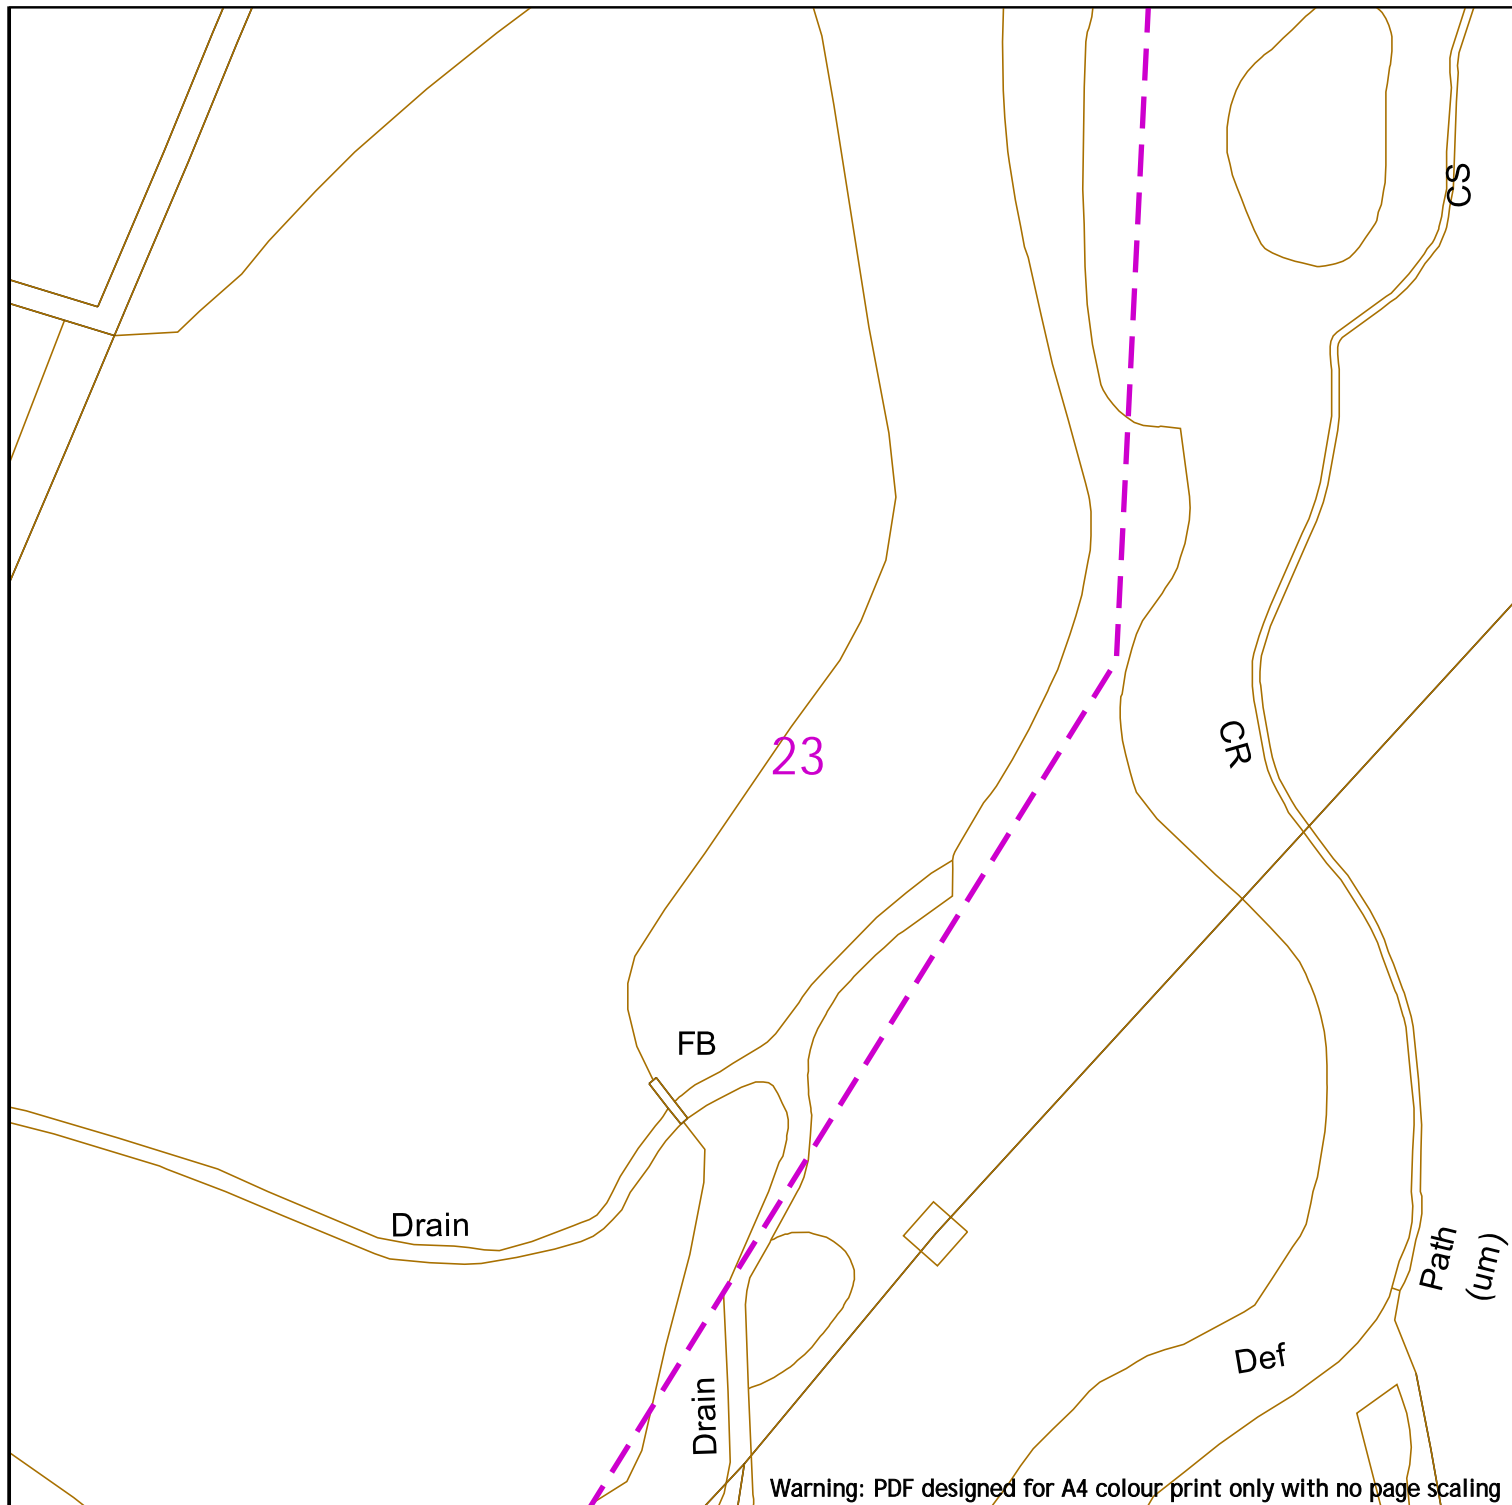 CS
CR
23
FB
Drain
Path
(um)
Def
Drain
Warning: PDF designed for A4 colour print only with no page scaling